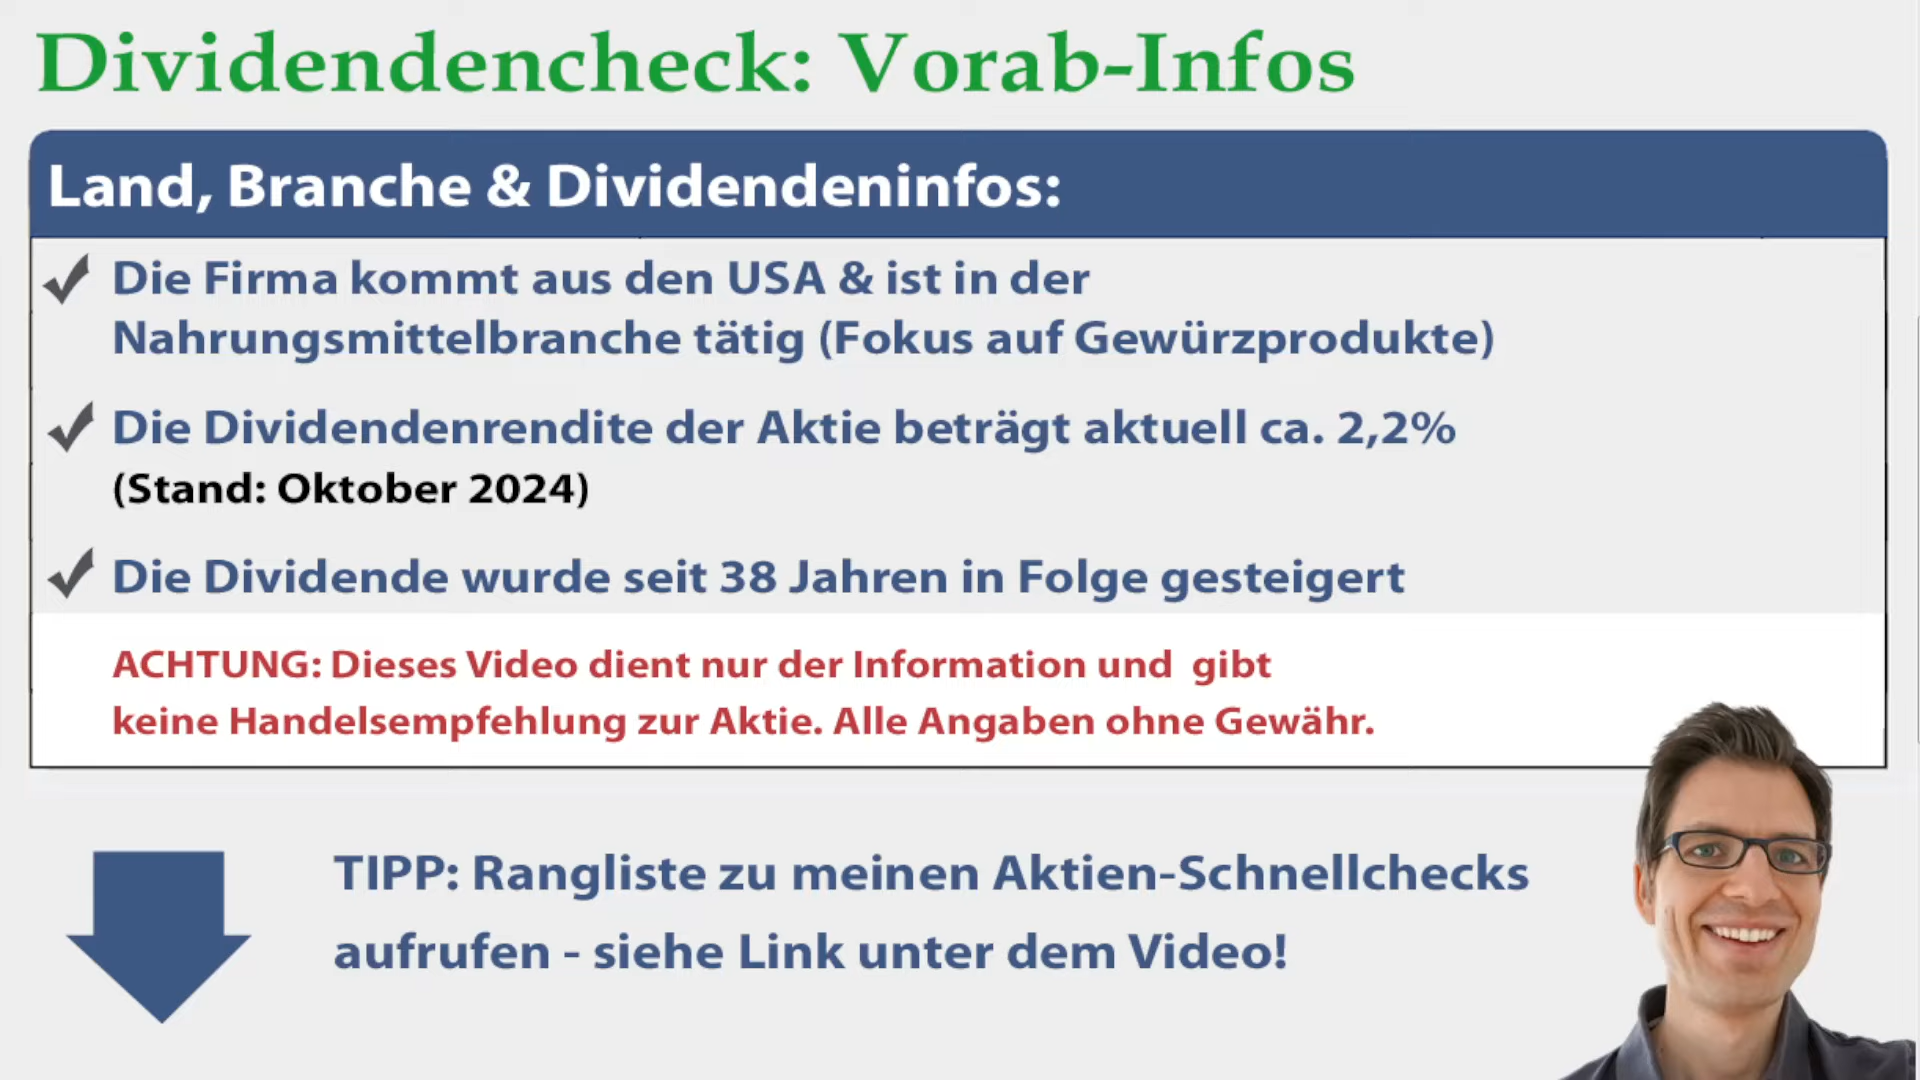 Dividendencheck: Vorab-Infos
Land, Branche & Dividendeninfos:
Die Firma kommt aus den USA & ist in der
Nahrungsmittelbranche tätig (Fokus auf Gewürzprodukte)
Die Dividendenrendite der Aktie beträgt aktuell ca. 2,2%
(Stand: Oktober 2024)
Die Dividende wurde seit 38 Jahren in Folge gesteigert
ACHTUNG: Dieses Video dient nur der Information und gibt
keine Handelsempfehlung zur Aktie. Alle Angaben ohne Gewähr.
TIPP: Rangliste zu meinen Aktien-Schnellchecks
aufrufen - siehe Link unter dem Video!